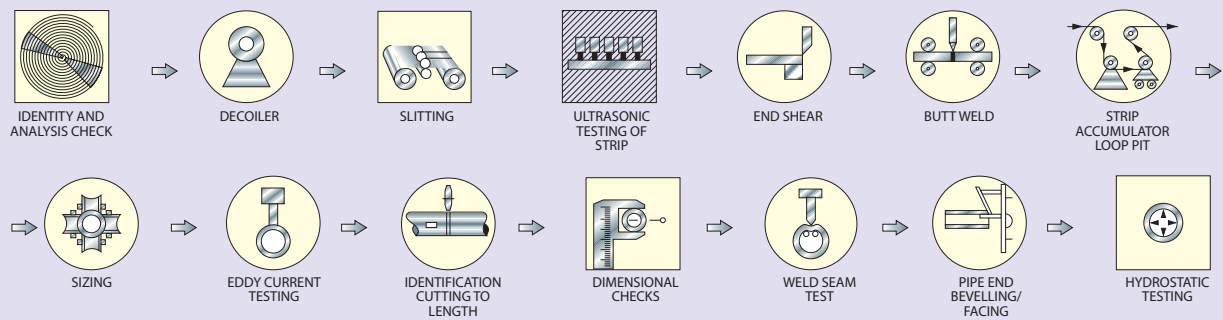 IDENTITY AND
ANALYSIS CHECK
DECOILER
SLITTING
ULTRASONIC
TESTING OF
STRIP
END SHEAR
BUTT WELD
STRIP
ACCUMULATOR
LOOP PIT
SIZING
EDDY CURRENT
TESTING
IDENTIFICATION
CUTTING TO
LENGTH
DIMENSIONAL
CHECKS
WELD SEAM
TEST
PIPE END
BEVELLING/
FACING
HYDROSTATIC
TESTING